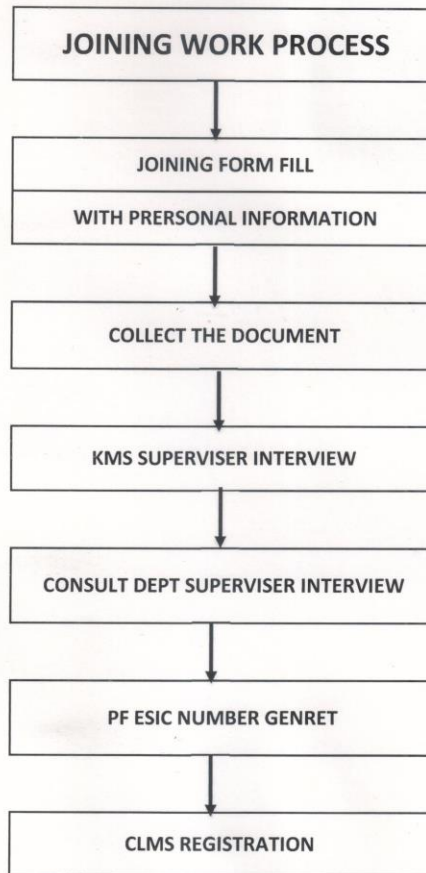 JOINING WORK PROCESS
JOINING FORM FILL
WITH PRERSONAL INFORMATION
COLLECT THE DOCUMENT
KMS SUPERVISER INTERVIEW
CONSULT DEPT SUPERVISER INTERVIEW
PF ESIC NUMBER GENRET
CLMS REGISTRATION